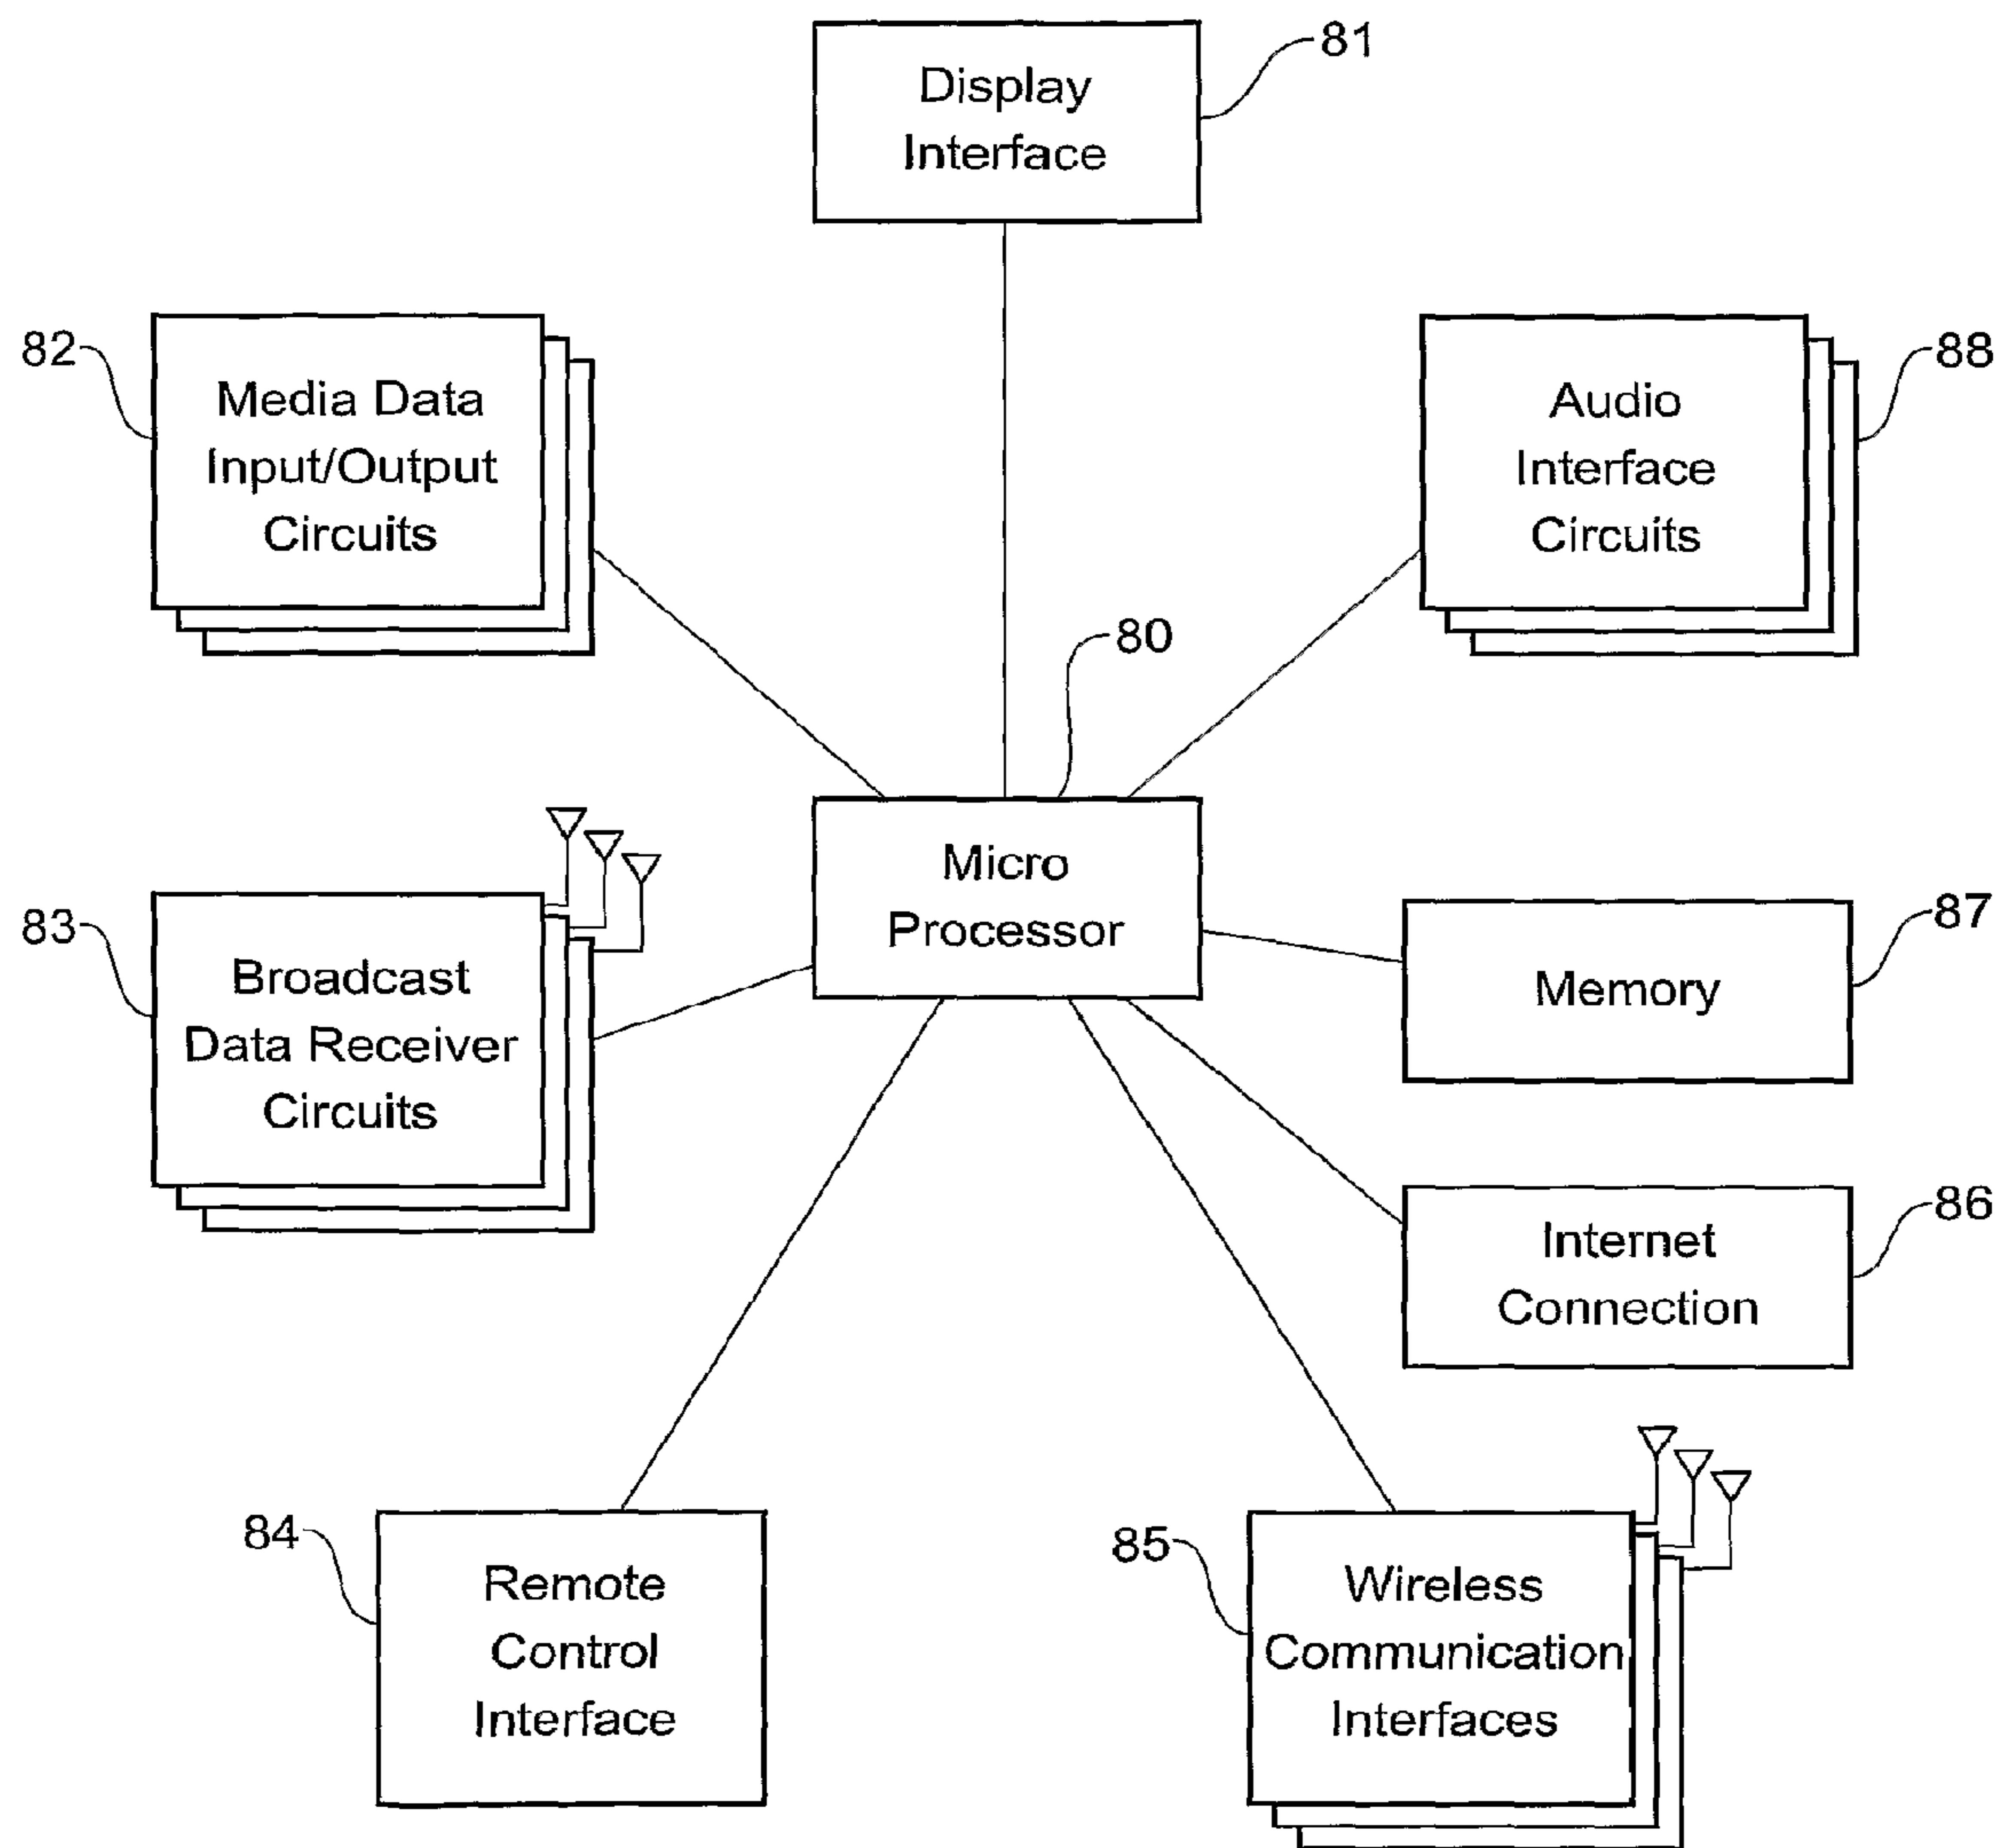 81
Display
Interface
82
Media Data
Input/Output
Circuits
88
Audio
Interface
Circuits
80
Micro
Processor
83
Broadcast
Data Receiver
Circuits
87
Memory
86
Internet
Connection
84
Remote
Control
Interface
85
Wireless
Communication
Interfaces